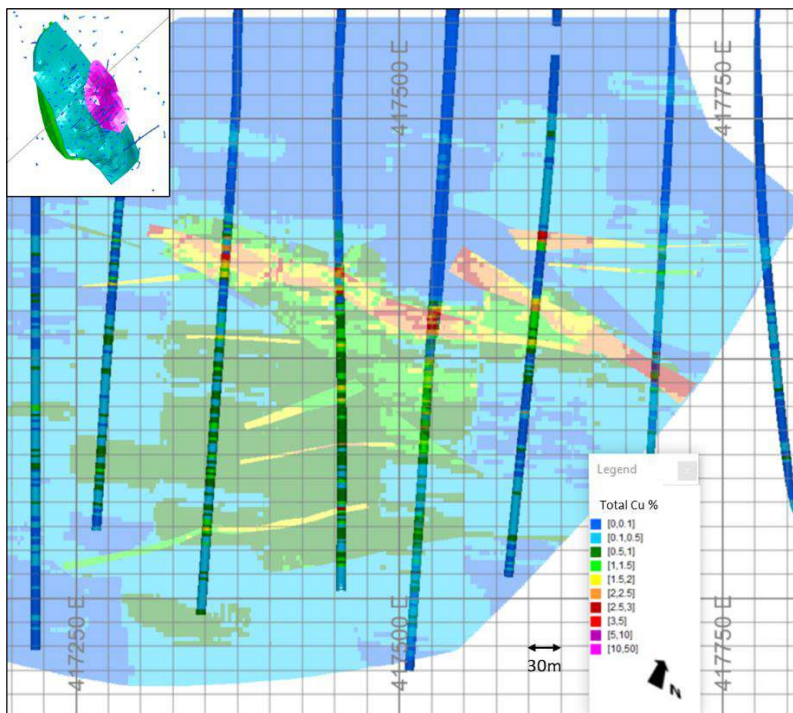 417500 E
417750 E
417250 E
417500 E
417750 E
30m
Legend
Total Cu %
[0,0.1]
[0.1,0.5]
[0.5,1]
[1,1.5]
[1.5,2]
[2,2.5]
[2.5,3]
[3,5]
[5,10]
[10,50]
N